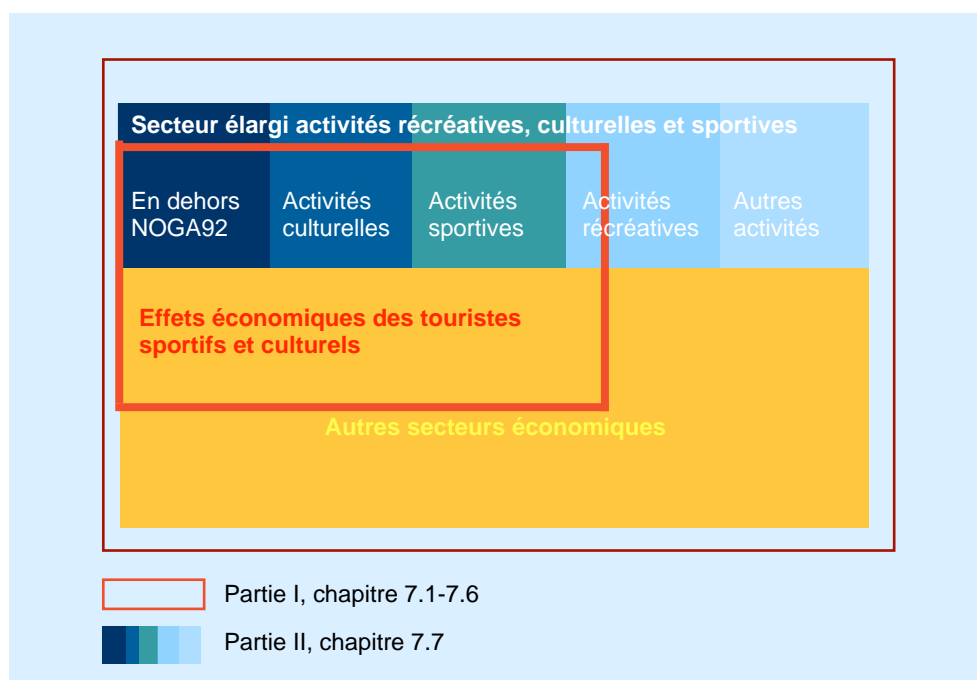 Secteur élargi activités récréatives, culturelles et sportives
En dehors
NOGA92
Activités
culturelles
Activités
sportives
Activités
récréatives
Autres
activités
Effets économiques des touristes
sportifs et culturels
Autres secteurs économiques
Partie I, chapitre 7.1-7.6
Partie II, chapitre 7.7